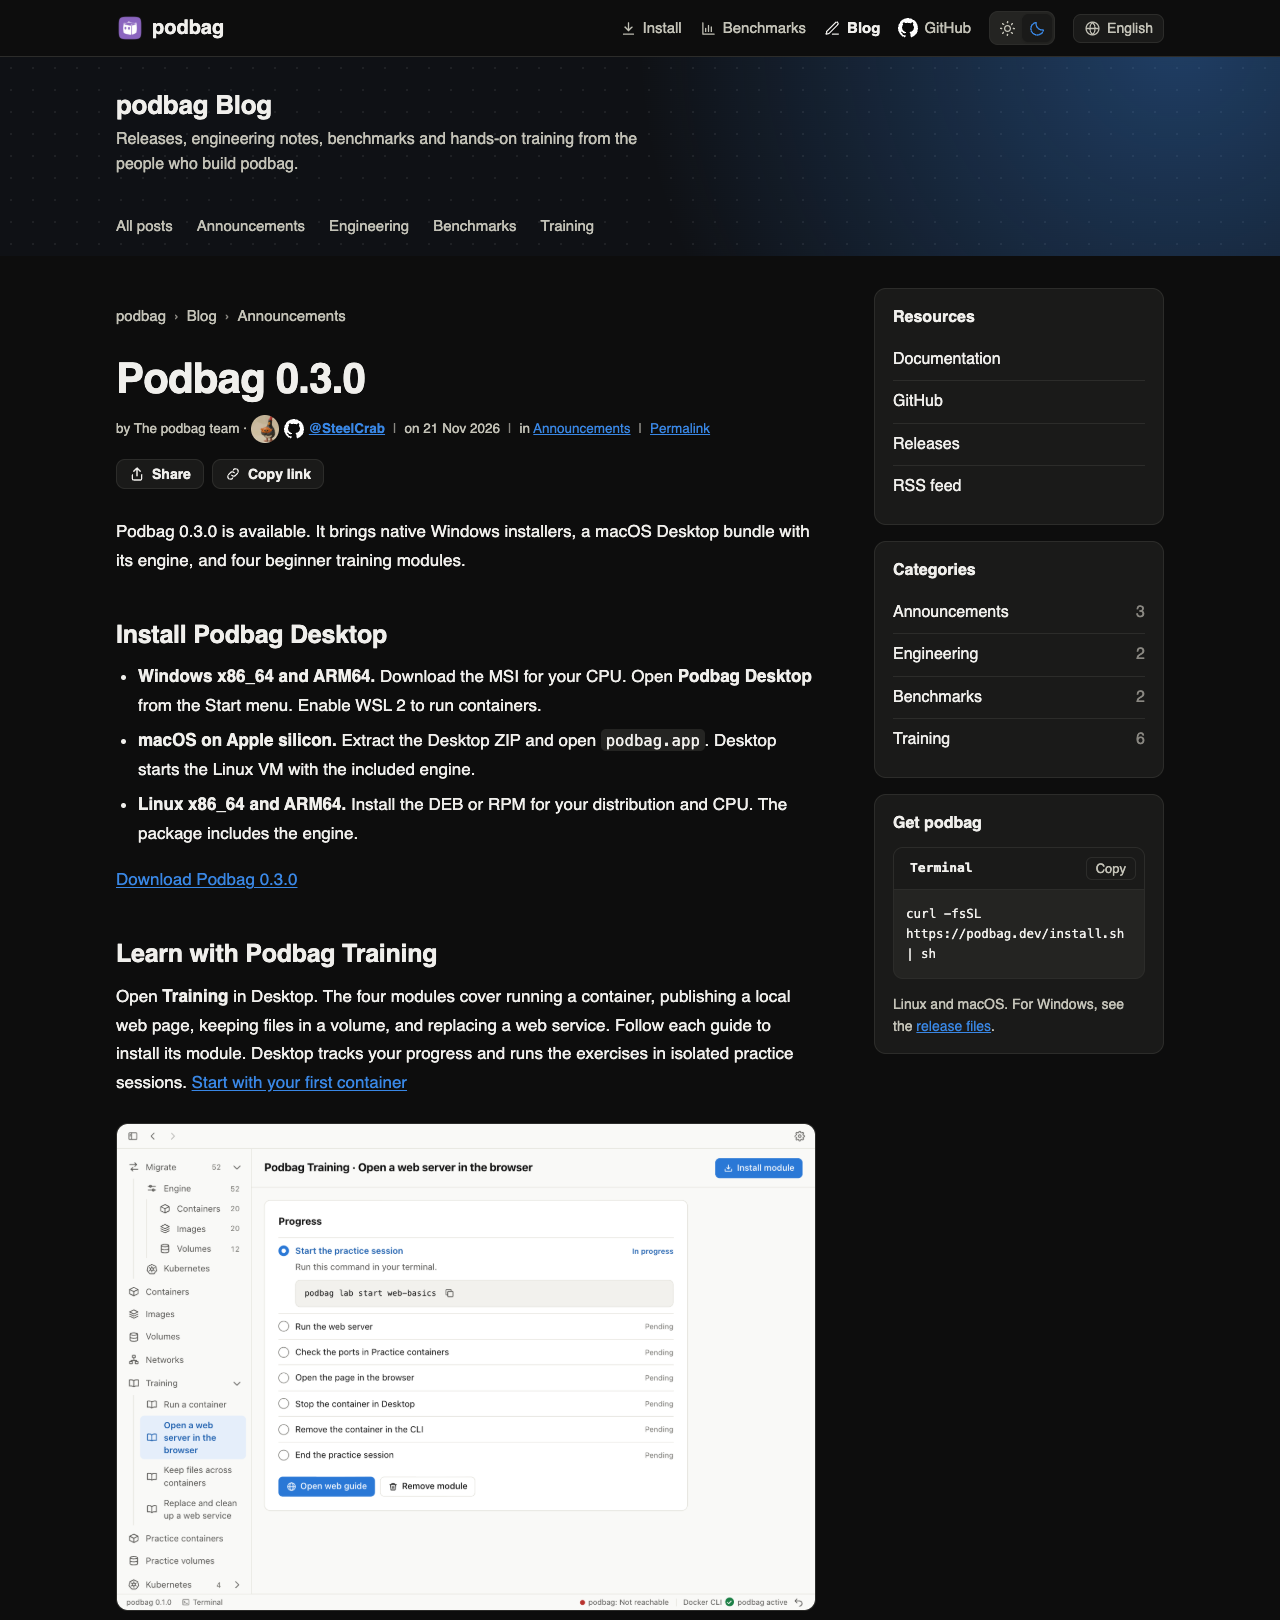 podbag
Install
Benchmarks
Blog
GitHub
English
podbag Blog
Releases, engineering notes, benchmarks and hands-on training from the
people who build podbag.
All posts
Announcements
Engineering
Benchmarks
Training
podbag › Blog › Announcements
Podbag 0.3.0
by The podbag team · @SteelCrab | on 21 Nov 2026 | in Announcements | Permalink
Share
Copy link
Podbag 0.3.0 is available. It brings native Windows installers, a macOS Desktop bundle with
its engine, and four beginner training modules.
Install Podbag Desktop
• Windows x86_64 and ARM64. Download the MSI for your CPU. Open Podbag Desktop
from the Start menu. Enable WSL 2 to run containers.
• macOS on Apple silicon. Extract the Desktop ZIP and open podbag.app. Desktop
starts the Linux VM with the included engine.
• Linux x86_64 and ARM64. Install the DEB or RPM for your distribution and CPU. The
package includes the engine.
Download Podbag 0.3.0
Learn with Podbag Training
Open Training in Desktop. The four modules cover running a container, publishing a local
web page, keeping files in a volume, and replacing a web service. Follow each guide to
install its module. Desktop tracks your progress and runs the exercises in isolated practice
sessions. Start with your first container
Migrate 52
Engine 52
Containers 20
Images 20
Volumes 12
Kubernetes
Containers
Images
Volumes
Networks
Training
Run a container
Open a web
server in the
browser
Keep files across
containers
Replace and clean
up a web service
Practice containers
Practice volumes
Kubernetes 4
Podbag Training · Open a web server in the browser
Install module
Progress
Start the practice session In progress
Run this command in your terminal.
podbag lab start web-basics
Run the web server Pending
Check the ports in Practice containers Pending
Open the page in the browser Pending
Stop the container in Desktop Pending
Remove the container in the CLI Pending
End the practice session Pending
Open web guide
Remove module
podbag 0.1.0
Terminal
podbag: Not reachable
Docker CLI
podbag active
Resources
Documentation
GitHub
Releases
RSS feed
Categories
Announcements 3
Engineering 2
Benchmarks 2
Training 6
Get podbag
Terminal
Copy
curl -fsSL
https://podbag.dev/install.sh
| sh
Linux and macOS. For Windows, see
the release files.